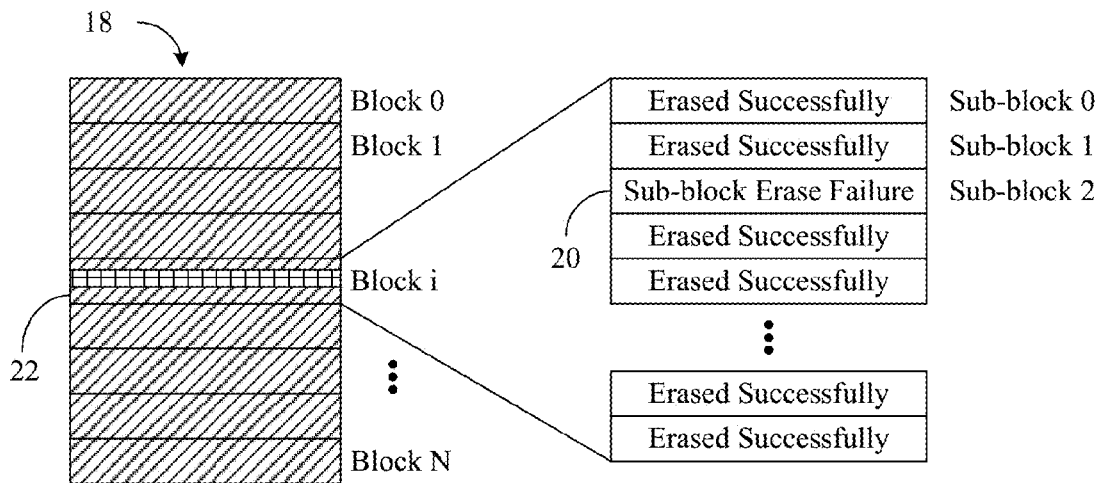 18
Block 0
Block 1
Block i
22
Block N
Erased Successfully Sub-block 0
Erased Successfully Sub-block 1
Sub-block Erase Failure Sub-block 2
20
Erased Successfully
Erased Successfully
Erased Successfully
Erased Successfully